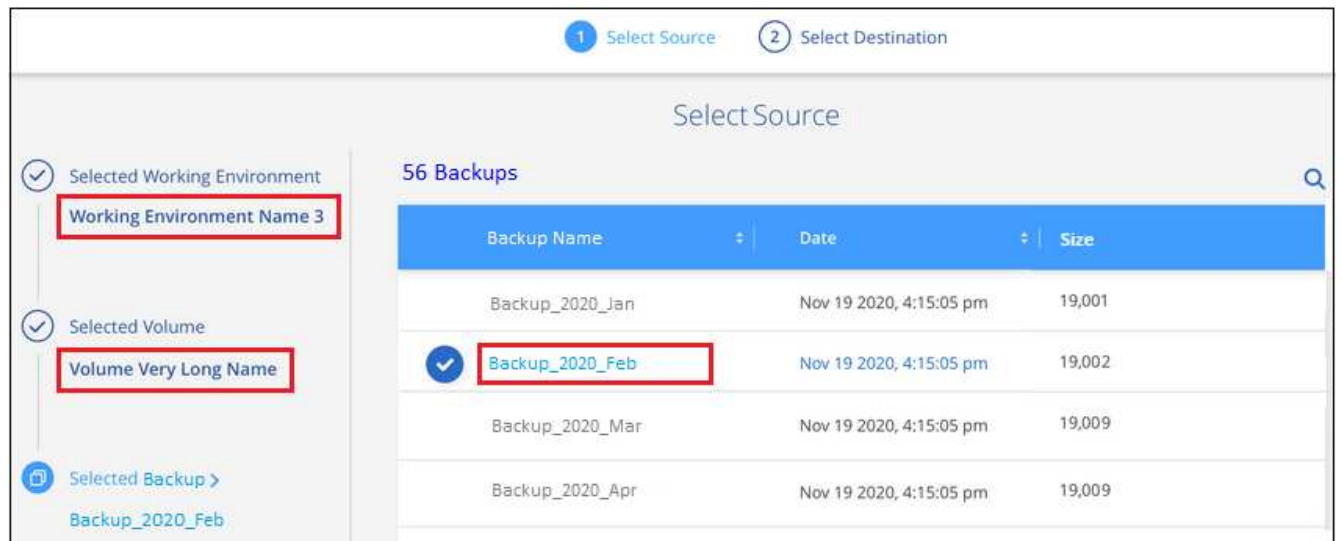 1 Select Source 2 Select Destination
Select Source
Selected Working Environment
Working Environment Name 3
Selected Volume
Volume Very Long Name
Selected Backup >
Backup_2020_Feb
56 Backups
Backup Name Date Size
Backup_2020_Jan Nov 19 2020, 4:15:05 pm 19,001
Backup_2020_Feb Nov 19 2020, 4:15:05 pm 19,002
Backup_2020_Mar Nov 19 2020, 4:15:05 pm 19,009
Backup_2020_Apr Nov 19 2020, 4:15:05 pm 19,009